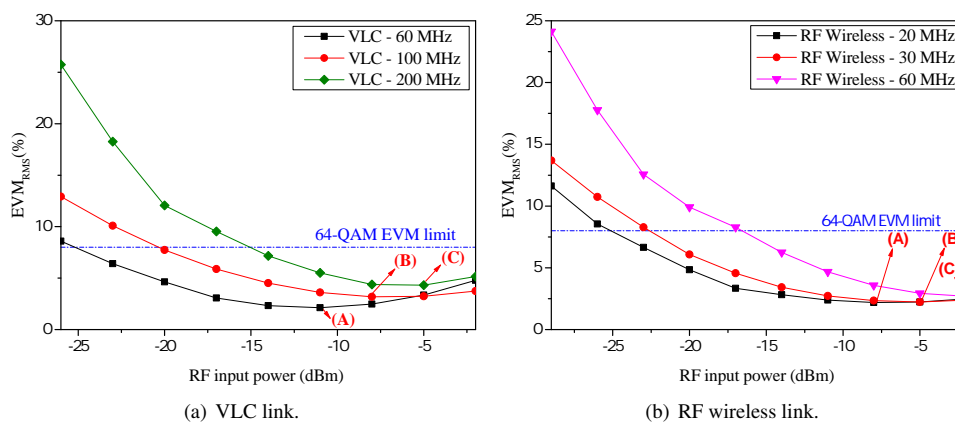 30
20
10
0
EVM_RMS (%)
VLC - 60 MHz
VLC - 100 MHz
VLC - 200 MHz
64-QAM EVM limit
(B)
(C)
(A)
-25 -20 -15 -10 -5
RF input power (dBm)
(a) VLC link.
25
20
15
10
5
0
EVM_RMS (%)
RF Wireless - 20 MHz
RF Wireless - 30 MHz
RF Wireless - 60 MHz
64-QAM EVM limit
(A)
(B
(C
-25 -20 -15 -10 -5
RF input power (dBm)
(b) RF wireless link.